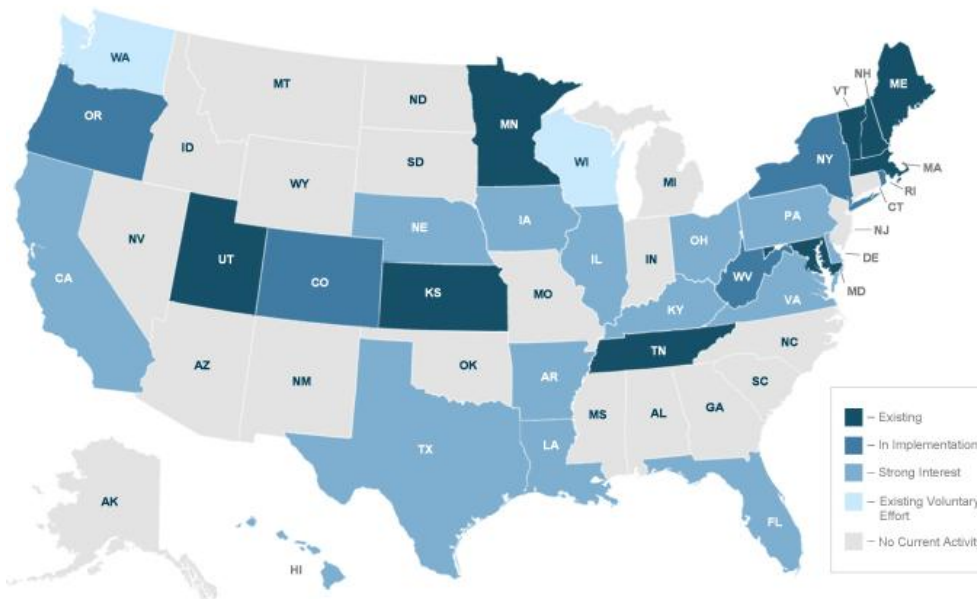 WA
MT
ND
MN
OR
ID
SD
WI
MI
WY
NH
VT
ME
NY
MA
RI
CT
NV
NE
IA
PA
NJ
CA
UT
CO
KS
IL
IN
OH
DE
MD
WV
MO
KY
VA
AZ
NM
OK
AR
TN
NC
SC
MS
AL
GA
TX
LA
FL
AK
HI
– Existing
– In Implementation
– Strong Interest
– Existing Voluntary
Effort
– No Current Activit